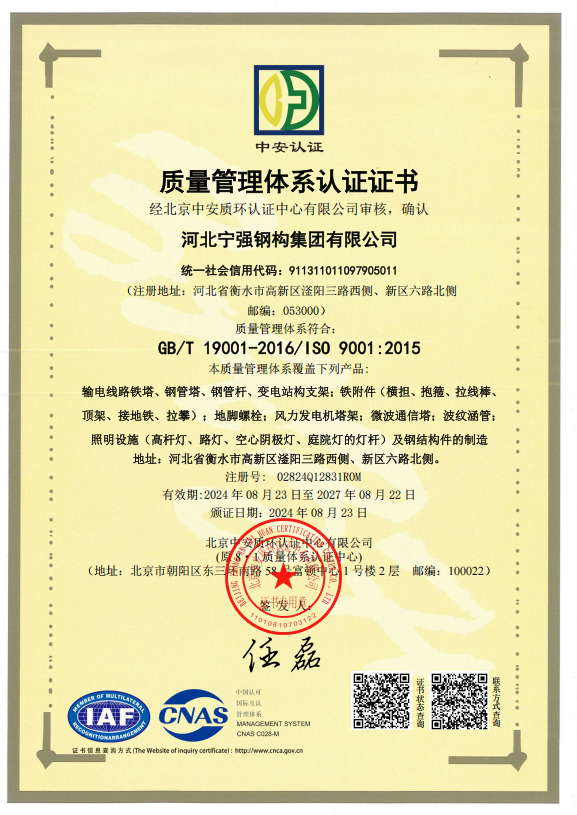 中安认证
质量管理体系认证证书
经北京中安质环认证中心有限公司审核，确认
河北宁强钢构集团有限公司
统一社会信用代码：911311011097905011
（注册地址：河北省衡水市高新区滏阳三路西侧、新区六路北侧
邮编：053000）
质量管理体系符合：
GB/T 19001-2016/ISO 9001:2015
本质量管理体系覆盖下列产品：
输电线路铁塔、钢管塔、钢管杆、变电站构支架；铁附件（横担、抱箍、拉线棒、
顶架、接地铁、拉攀）；地脚螺栓；风力发电机塔架；微波通信塔；波纹涵管；
照明设施（高杆灯、路灯、空心阴极灯、庭院灯的灯杆）及钢结构件的制造
地址：河北省衡水市高新区滏阳三路西侧、新区六路北侧。
注册号： 02824Q12831R0M
有效期:2024 年 08 月 23 日至 2027 年 08 月 22 日
颁证日期：2024 年 08 月 23 日
北京中安质环认证中心有限公司
(原 8·1 质量体系认证中心)
（地址：北京市朝阳区东三环南路 58 号富顿中心 1 号楼 2 层 邮编：100022）
证书专用章
签 发 人:
11010810703122
任磊
MEMBER OF MULTILATERAL
IAF
RECOGNITION ARRANGEMENT
CNAS
中国认可
国际互认
管理体系
MANAGEMENT SYSTEM
CNAS C028-M
证书状态查询
联系方式查询
证书信息查询方式(The Website of inquiry certificate)：http://www.cnca.gov.cn